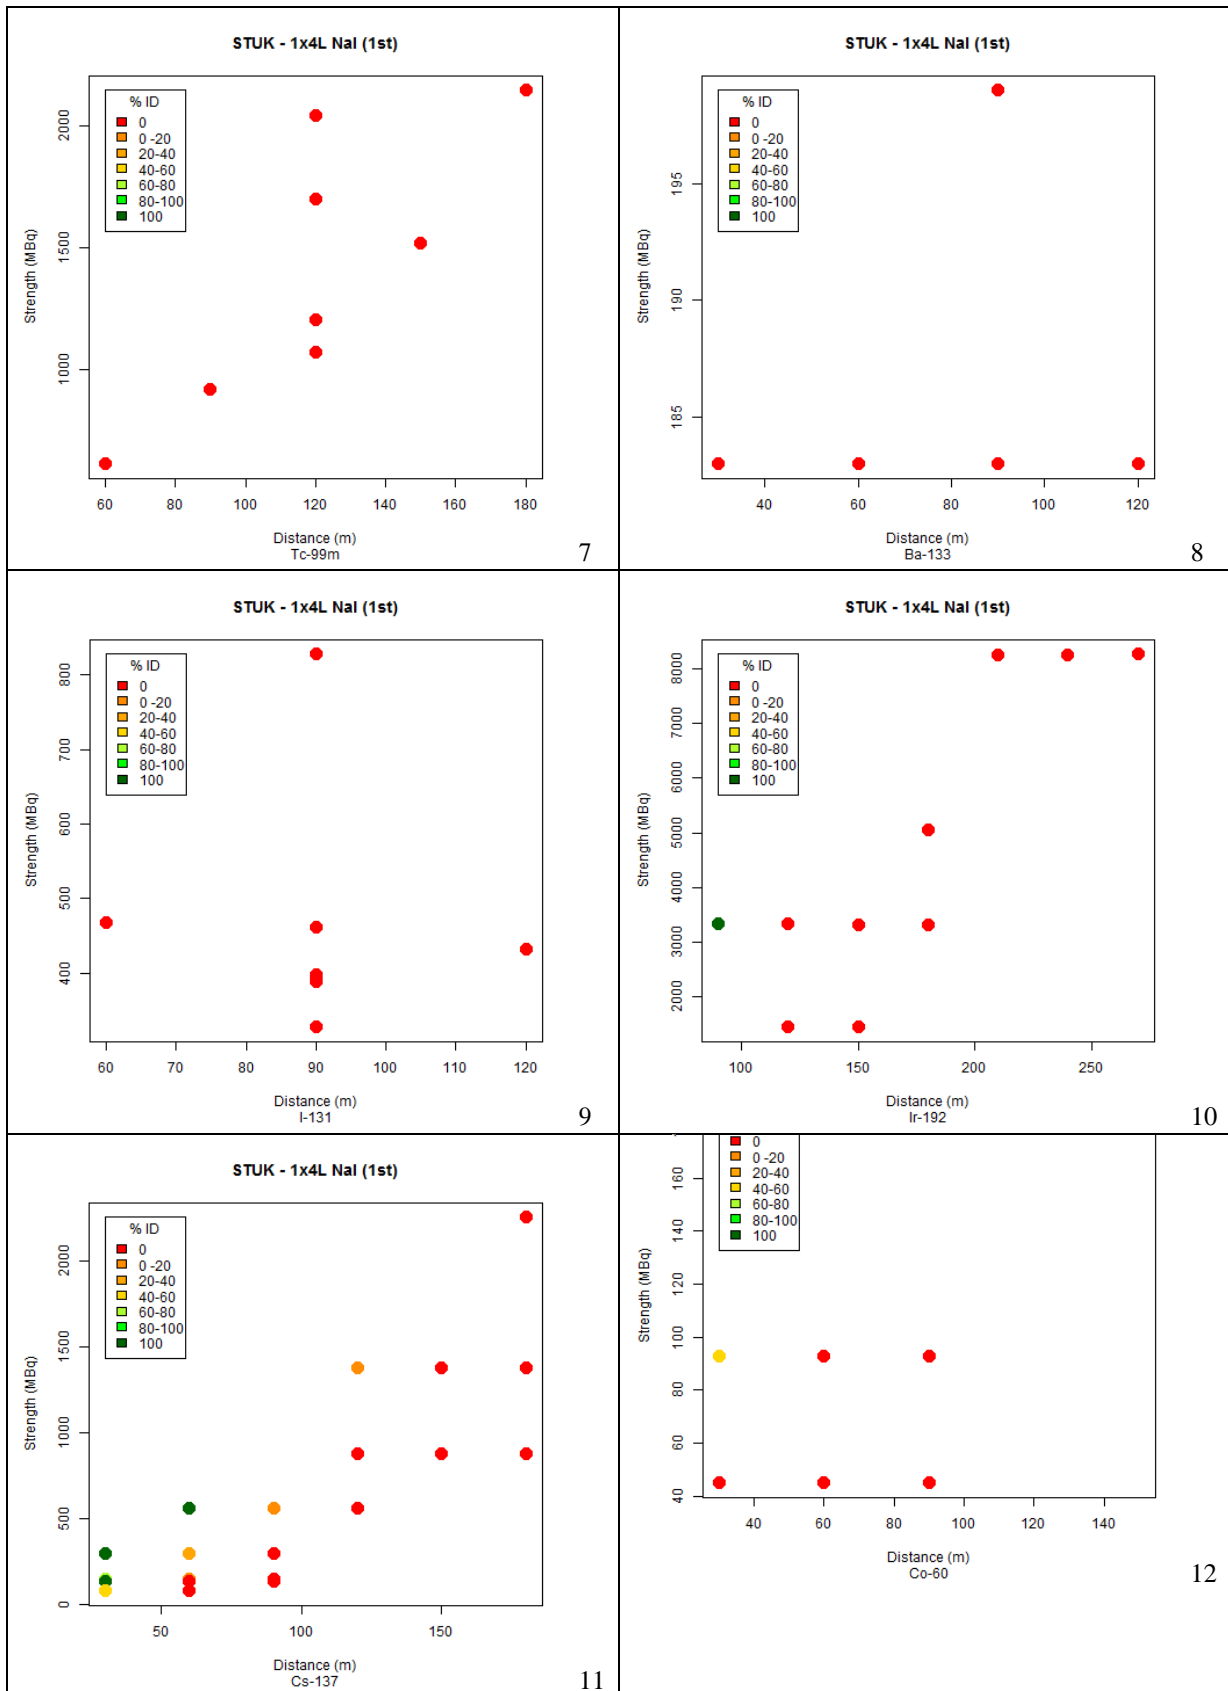 STUK - 1x4L NaI (1st)
% ID
0
0 -20
20-40
40-60
60-80
80-100
100
Strength (MBq)
2000
1500
1000
60 80 100 120 140 160 180
Distance (m)
Tc-99m
7
STUK - 1x4L NaI (1st)
% ID
0
0 -20
20-40
40-60
60-80
80-100
100
Strength (MBq)
195
190
185
40 60 80 100 120
Distance (m)
Ba-133
8
STUK - 1x4L NaI (1st)
% ID
0
0 -20
20-40
40-60
60-80
80-100
100
Strength (MBq)
800
700
600
500
400
60 70 80 90 100 110 120
Distance (m)
I-131
9
STUK - 1x4L NaI (1st)
% ID
0
0 -20
20-40
40-60
60-80
80-100
100
Strength (MBq)
8000
7000
6000
5000
4000
3000
2000
100 150 200 250
Distance (m)
Ir-192
10
STUK - 1x4L NaI (1st)
% ID
0
0 -20
20-40
40-60
60-80
80-100
100
Strength (MBq)
2000
1500
1000
500
0
50 100 150
Distance (m)
Cs-137
11
0
0 -20
20-40
40-60
60-80
80-100
100
Strength (MBq)
160
140
120
100
80
60
40
40 60 80 100 120 140
Distance (m)
Co-60
12